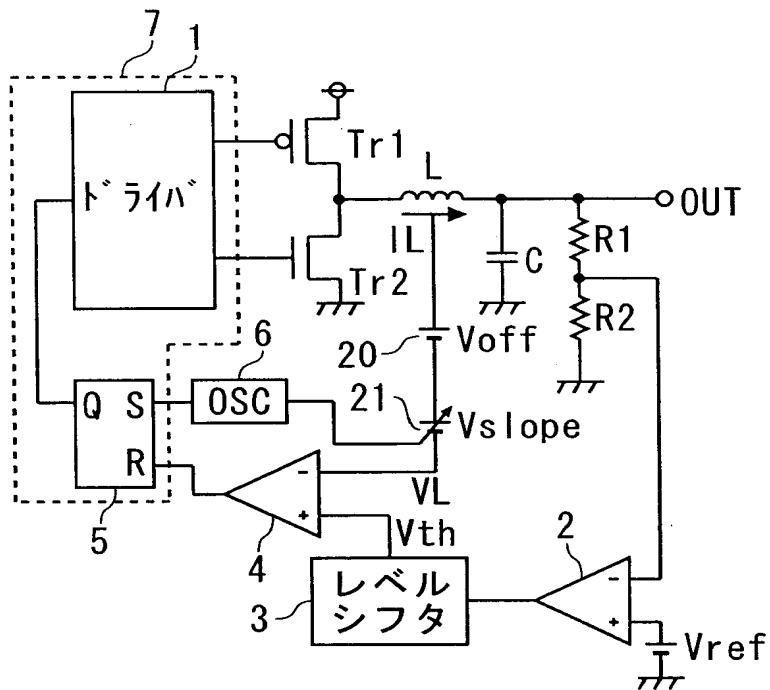 7
1
ドライバ
Tr1
Tr2
L
IL
C
OUT
R1
R2
20
Voff
6
OSC
21
Vslope
Q S
R
5
4
VL
Vth
-
+
2
-
+
3
レベル
シフタ
Vref